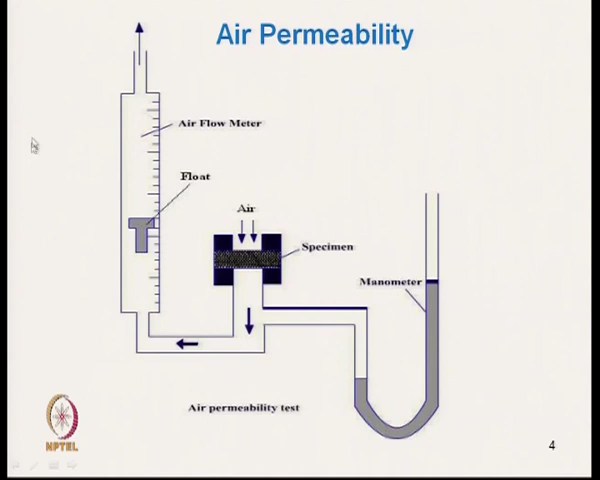 Air Permeability
Air Flow Meter
Float
Air
Specimen
Manometer
Air permeability test
NPTEL
4